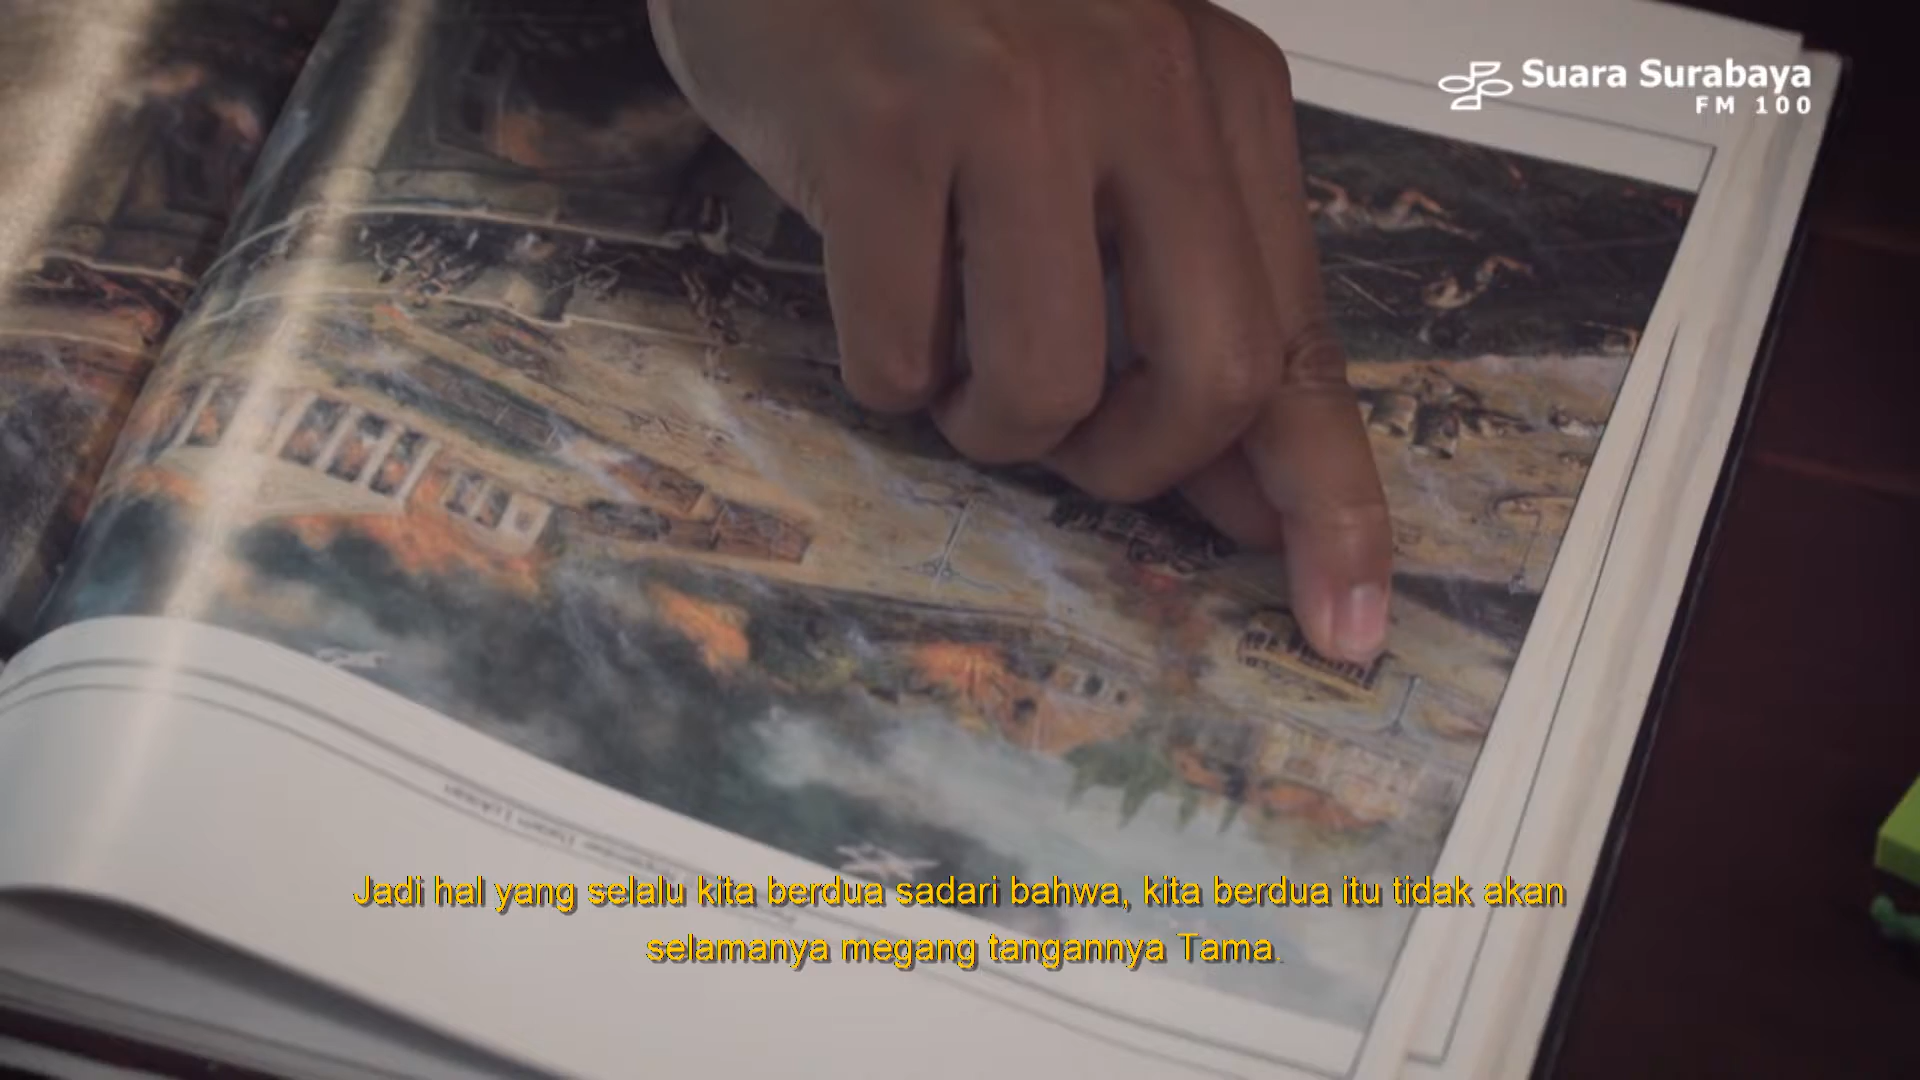 Suara Surabaya
FM 100
Jadi hal yang selalu kita berdua sadari bahwa, kita berdua itu tidak akan
selamanya megang tangannya Tama.